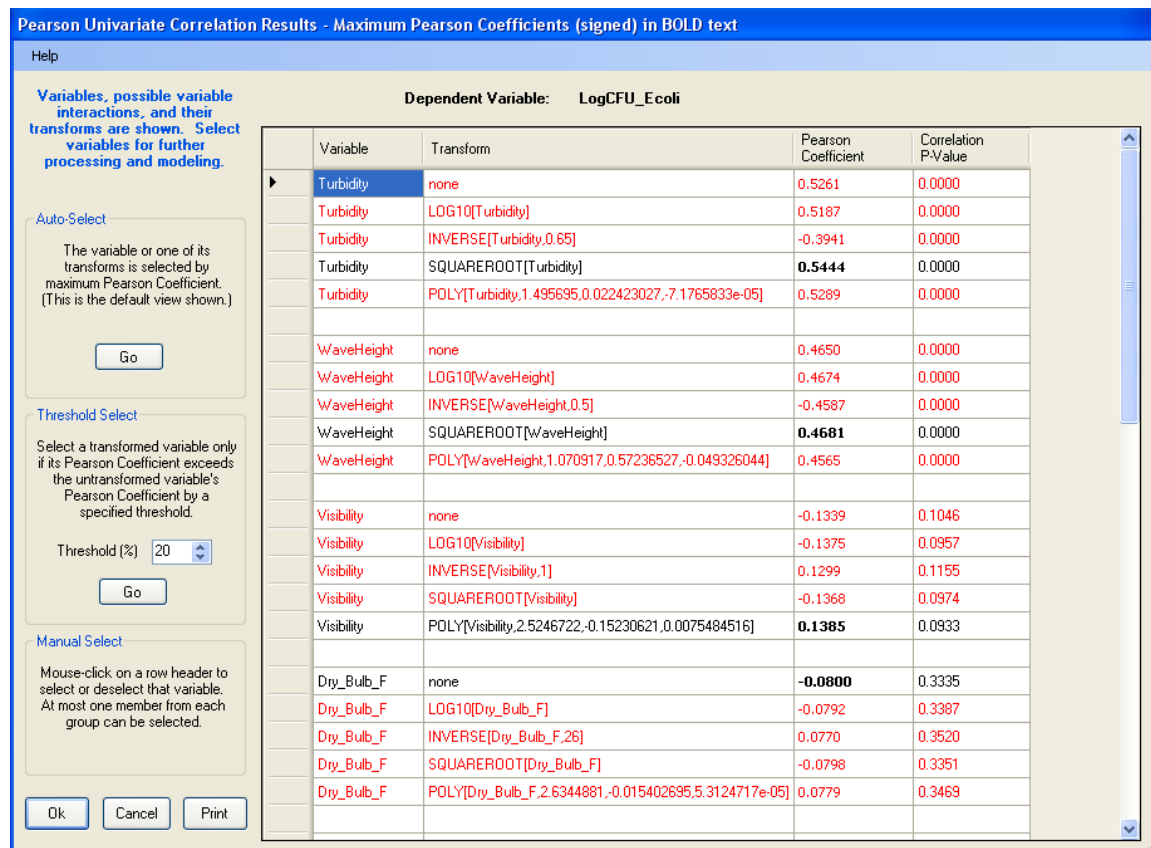 Pearson Univariate Correlation Results - Maximum Pearson Coefficients (signed) in BOLD text
Help
Variables, possible variable
interactions, and their
transforms are shown. Select
variables for further
processing and modeling.
Auto-Select
The variable or one of its
transforms is selected by
maximum Pearson Coefficient.
(This is the default view shown.)
Go
Threshold Select
Select a transformed variable only
if its Pearson Coefficient exceeds
the untransformed variable's
Pearson Coefficient by a
specified threshold.
Threshold (%) 20
Go
Manual Select
Mouse-click on a row header to
select or deselect that variable.
At most one member from each
group can be selected.
Ok Cancel Print
Dependent Variable: LogCFU_Ecoli
Variable Transform Pearson Coefficient Correlation P-Value
Turbidity none 0.5261 0.0000
Turbidity LOG10[Turbidity] 0.5187 0.0000
Turbidity INVERSE[Turbidity,0.65] -0.3941 0.0000
Turbidity SQUAREROOT[Turbidity] 0.5444 0.0000
Turbidity POLY[Turbidity,1.495695,0.022423027,-7.1765833e-05] 0.5289 0.0000
WaveHeight none 0.4650 0.0000
WaveHeight LOG10[WaveHeight] 0.4674 0.0000
WaveHeight INVERSE[WaveHeight,0.5] -0.4587 0.0000
WaveHeight SQUAREROOT[WaveHeight] 0.4681 0.0000
WaveHeight POLY[WaveHeight,1.070917,0.57236527,-0.049326044] 0.4565 0.0000
Visibility none -0.1339 0.1046
Visibility LOG10[Visibility] -0.1375 0.0957
Visibility INVERSE[Visibility,1] 0.1299 0.1155
Visibility SQUAREROOT[Visibility] -0.1368 0.0974
Visibility POLY[Visibility,2.5246722,-0.15230621,0.0075484516] 0.1385 0.0933
Dry_Bulb_F none -0.0800 0.3335
Dry_Bulb_F LOG10[Dry_Bulb_F] -0.0792 0.3387
Dry_Bulb_F INVERSE[Dry_Bulb_F,26] 0.0770 0.3520
Dry_Bulb_F SQUAREROOT[Dry_Bulb_F] -0.0798 0.3351
Dry_Bulb_F POLY[Dry_Bulb_F,2.6344881,-0.015402695,5.3124717e-05] 0.0779 0.3469